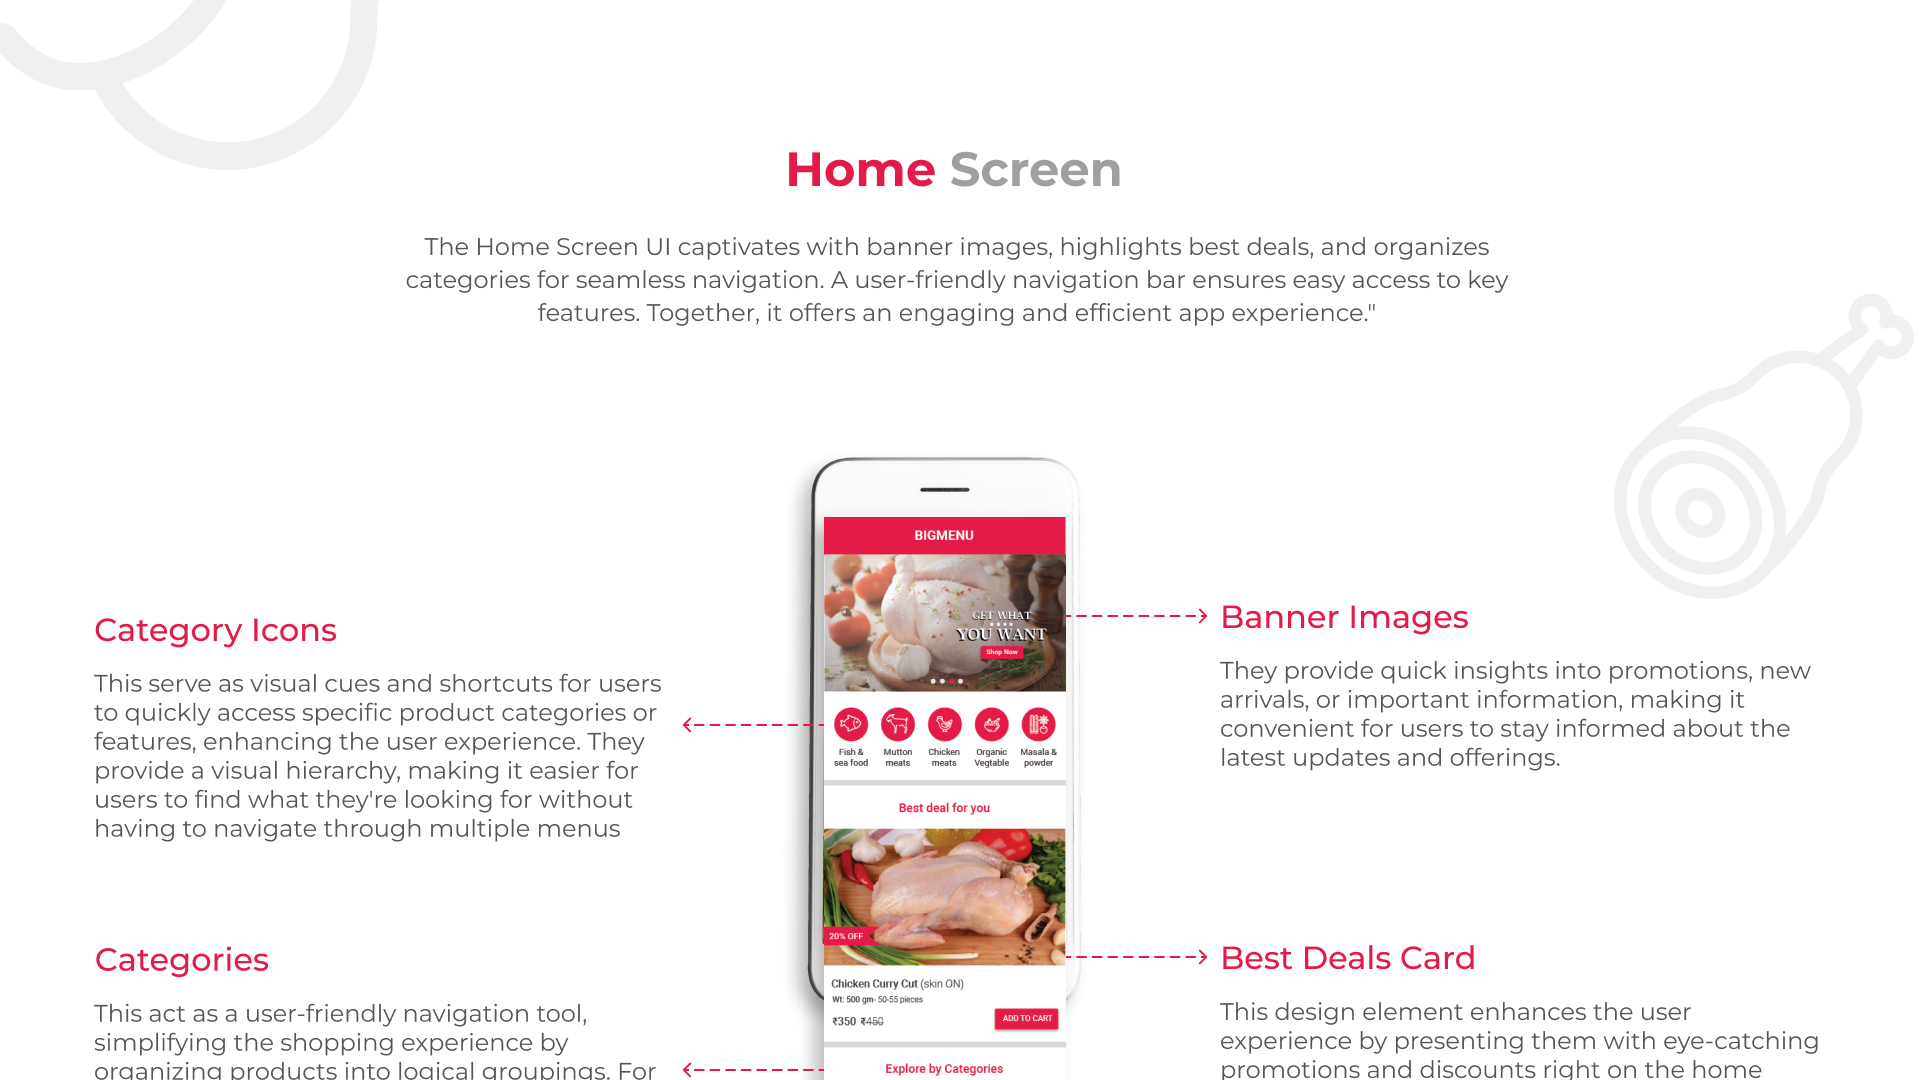 Home Screen
The Home Screen UI captivates with banner images, highlights best deals, and organizes
categories for seamless navigation. A user-friendly navigation bar ensures easy access to key
features. Together, it offers an engaging and efficient app experience."
Category Icons
This serve as visual cues and shortcuts for users
to quickly access specific product categories or
features, enhancing the user experience. They
provide a visual hierarchy, making it easier for
users to find what they're looking for without
having to navigate through multiple menus
Categories
This act as a user-friendly navigation tool,
simplifying the shopping experience by
organizing products into logical groupings. For
BIGMENU
GET WHAT
YOU WANT
Shop Now
Fish &
sea food
Mutton
meats
Chicken
meats
Organic
Vegtable
Masala &
powder
Best deal for you
20% OFF
Chicken Curry Cut (skin ON)
Wt: 500 gm- 50-55 pieces
₹350 ₹450
ADD TO CART
Explore by Categories
Banner Images
They provide quick insights into promotions, new
arrivals, or important information, making it
convenient for users to stay informed about the
latest updates and offerings.
Best Deals Card
This design element enhances the user
experience by presenting them with eye-catching
promotions and discounts right on the home